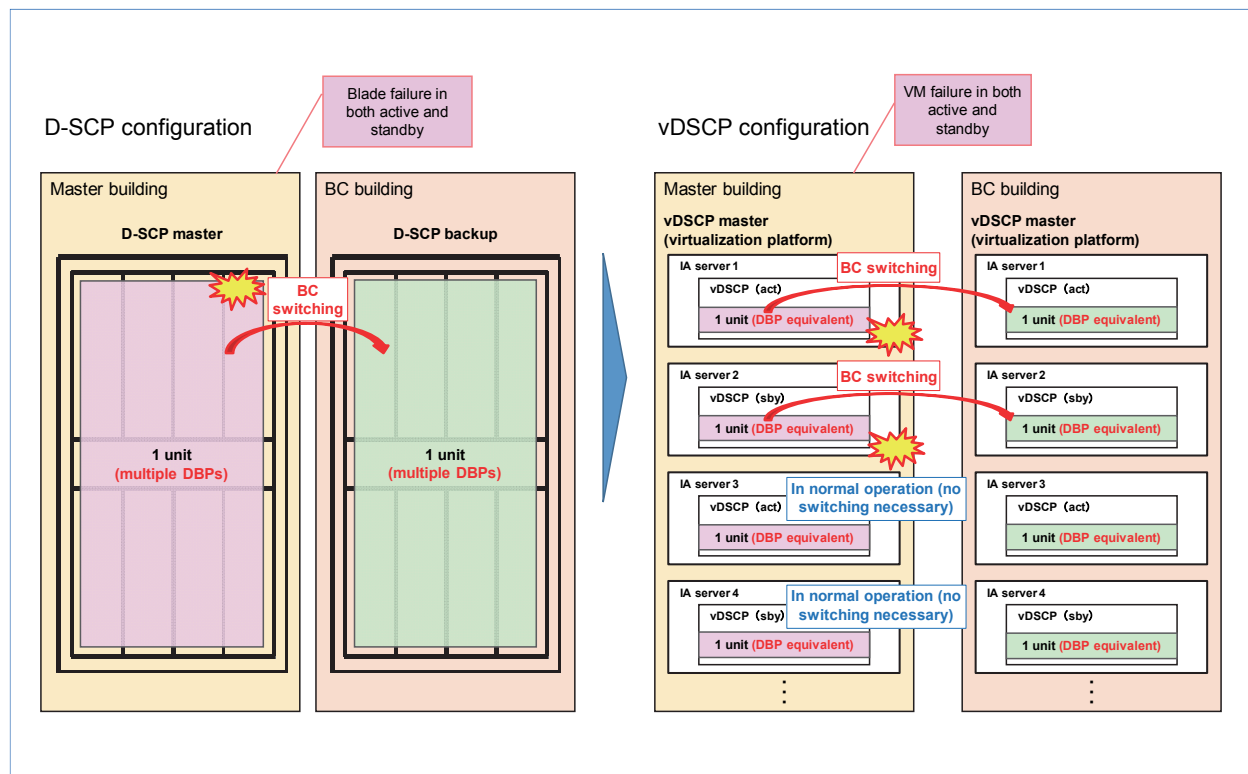 D-SCP configuration
Blade failure in
both active and
standby
Master building
D-SCP master
BC
switching
1 unit
(multiple DBPs)
BC building
D-SCP backup
1 unit
(multiple DBPs)
vDSCP configuration
VM failure in both
active and
standby
Master building
vDSCP master
(virtualization platform)
IA server 1
vDSCP (act)
1 unit (DBP equivalent)
BC switching
IA server 2
vDSCP (sby)
1 unit (DBP equivalent)
BC switching
IA server 3
vDSCP (act)
1 unit (DBP equivalent)
In normal operation (no
switching necessary)
IA server 4
vDSCP (sby)
1 unit (DBP equivalent)
In normal operation (no
switching necessary)
⋮
BC building
vDSCP master
(virtualization platform)
IA server 1
vDSCP (act)
1 unit (DBP equivalent)
IA server 2
vDSCP (sby)
1 unit (DBP equivalent)
IA server 3
vDSCP (act)
1 unit (DBP equivalent)
IA server 4
vDSCP (sby)
1 unit (DBP equivalent)
⋮